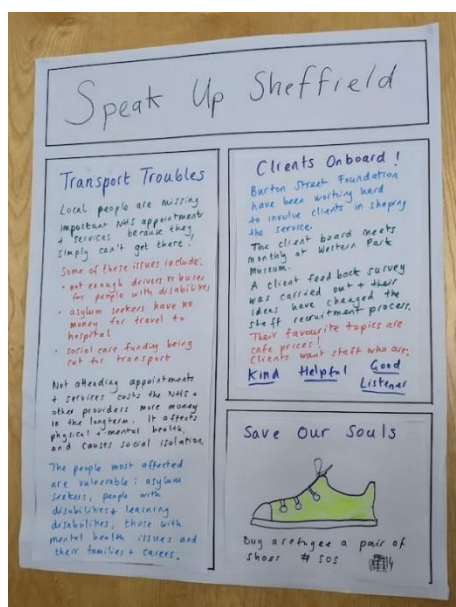 Speak Up Sheffield
Transport Troubles
Local people are missing
important NHS appointments
+ services because they
simply can't get there!
Some of these issues include:
• not enough drivers to buses
for people with disabilites
• asylum seekers have no
money for travel to
hospital
• social care funding being
cut for transport
Not attending appointments
+ services costs the NHS +
other providers more money
in the longterm. It affects
physical + mental health,
and causes social isolation.
The people most affected
are vulnerable: asylum
seekers, people with
disabilites + learning
disabilites, those with
mental health issues and
their families + carers.
Clients Onboard!
Burton Street Foundation
have been working hard
to involve clients in shaping
the service.
The client board meets
monthly at Western Park
Museum.
A client feedback survey
was carried out + their
ideas have changed the
staff recruitment process.
Their favourite topics are
cafe prices!
Clients want staff who are:
Kind Helpful Good
Listener
Save Our Souls
Buy a refugee a pair of
shoes # SOS